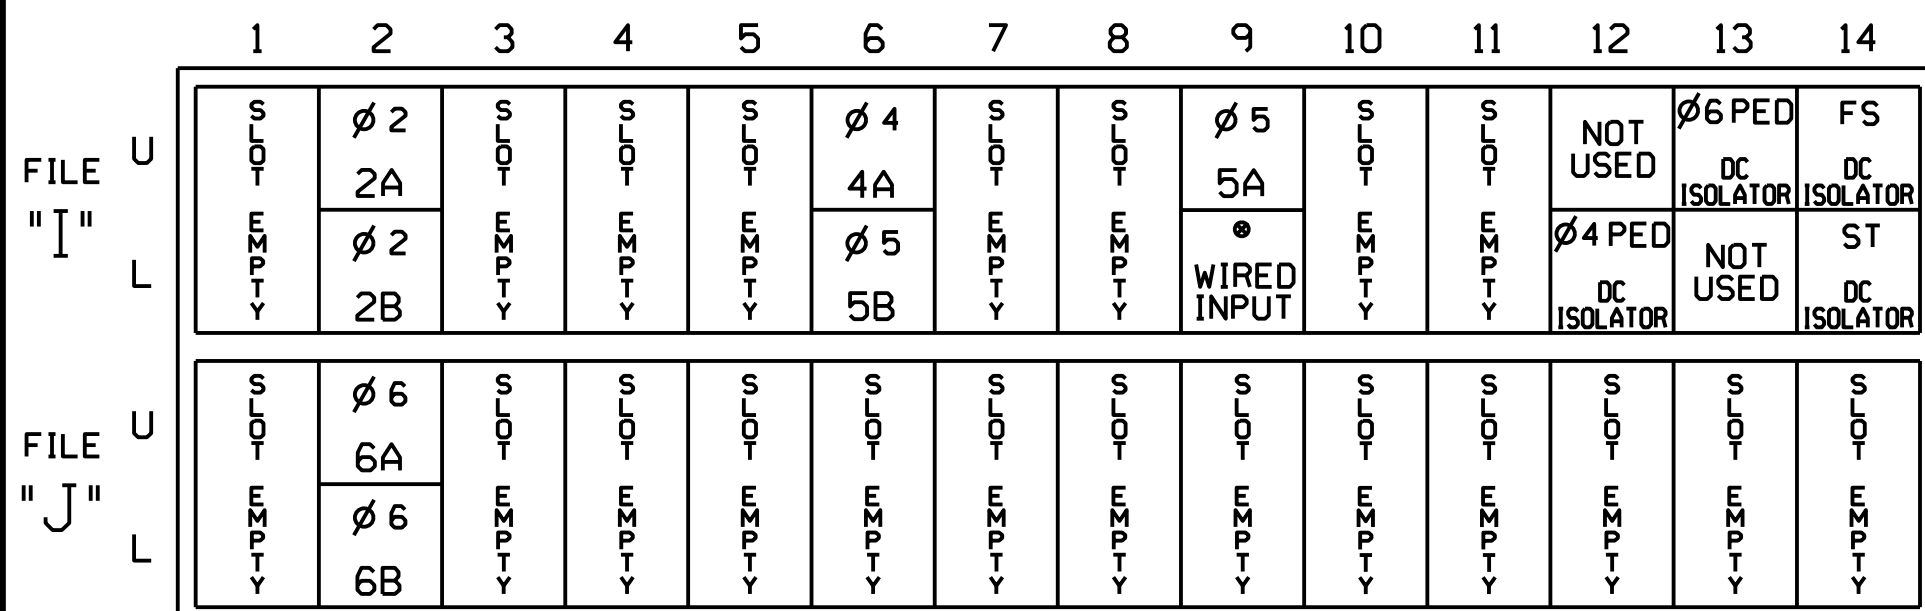 1 2 3 4 5 6 7 8 9 10 11 12 13 14
FILE "I"
U
L
SLOT EMPTY
Ø 2
2A
Ø 2
2B
SLOT EMPTY
SLOT EMPTY
SLOT EMPTY
Ø 4
4A
Ø 5
5B
SLOT EMPTY
SLOT EMPTY
Ø 5
5A
⊗
WIRED
INPUT
SLOT EMPTY
SLOT EMPTY
NOT
USED
Ø4 PED
DC
ISOLATOR
Ø6 PED
DC
ISOLATOR
NOT
USED
FS
DC
ISOLATOR
ST
DC
ISOLATOR
FILE "J"
U
L
SLOT EMPTY
Ø 6
6A
Ø 6
6B
SLOT EMPTY
SLOT EMPTY
SLOT EMPTY
SLOT EMPTY
SLOT EMPTY
SLOT EMPTY
SLOT EMPTY
SLOT EMPTY
SLOT EMPTY
SLOT EMPTY
SLOT EMPTY
SLOT EMPTY